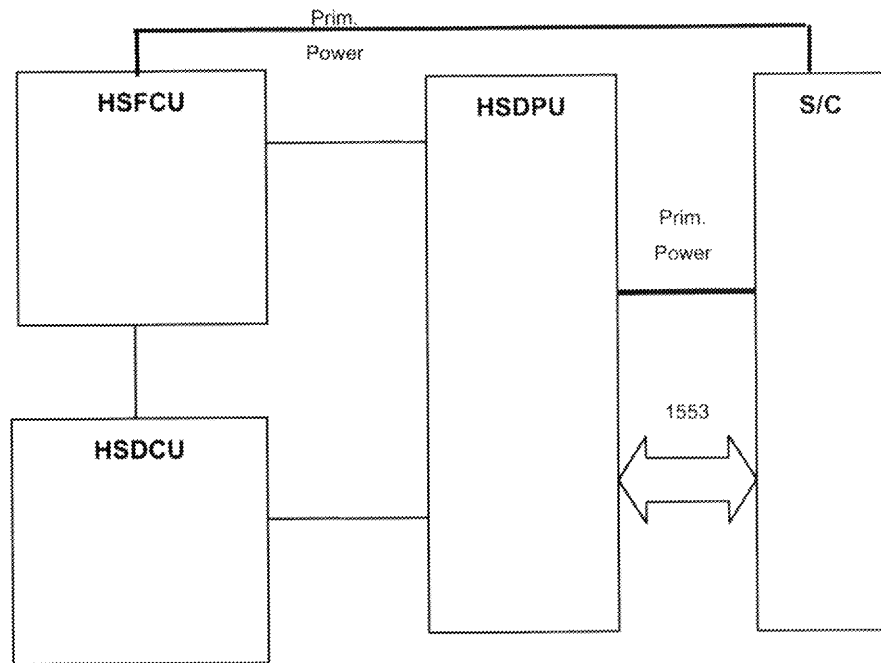 Prim.
Power
HSFCU
HSDPU
S/C
Prim.
Power
1553
HSDCU